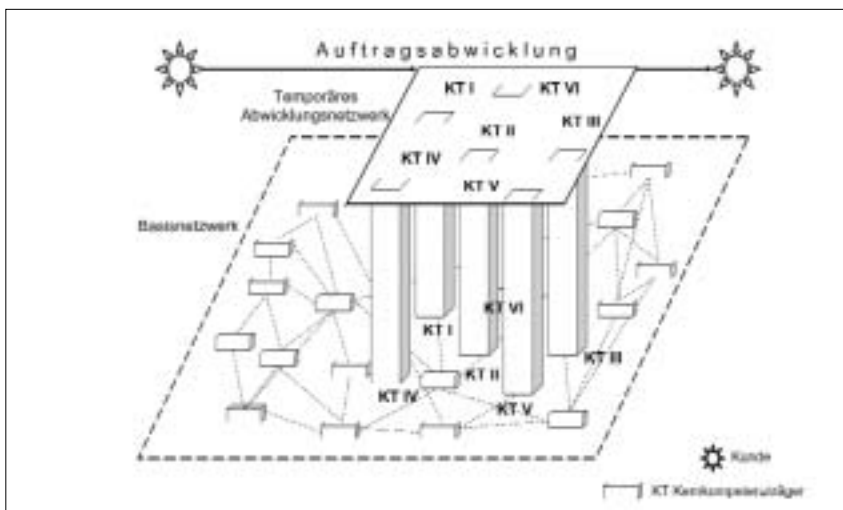 Auftragsabwicklung
KT I
KT VI
Temporäres
Abwicklungsnetzwerk
KT III
KT II
KT IV
KT V
Basisnetzwerk
KT VI
KT I
KT III
KT II
KT IV
KT V
Kunde
KT Kernkompetenzträger